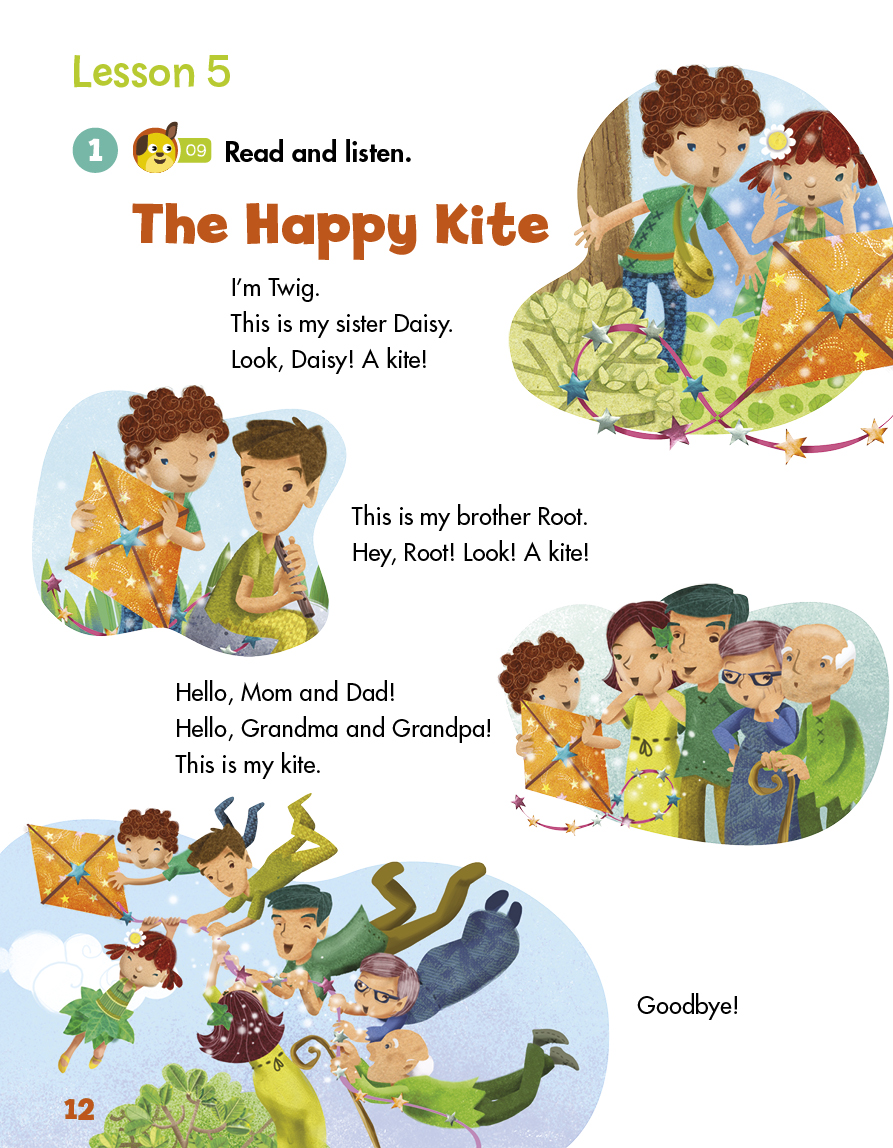 Lesson 5
1 09 Read and listen.
The Happy Kite
I’m Twig.
This is my sister Daisy.
Look, Daisy! A kite!
This is my brother Root.
Hey, Root! Look! A kite!
Hello, Mom and Dad!
Hello, Grandma and Grandpa!
This is my kite.
Goodbye!
12